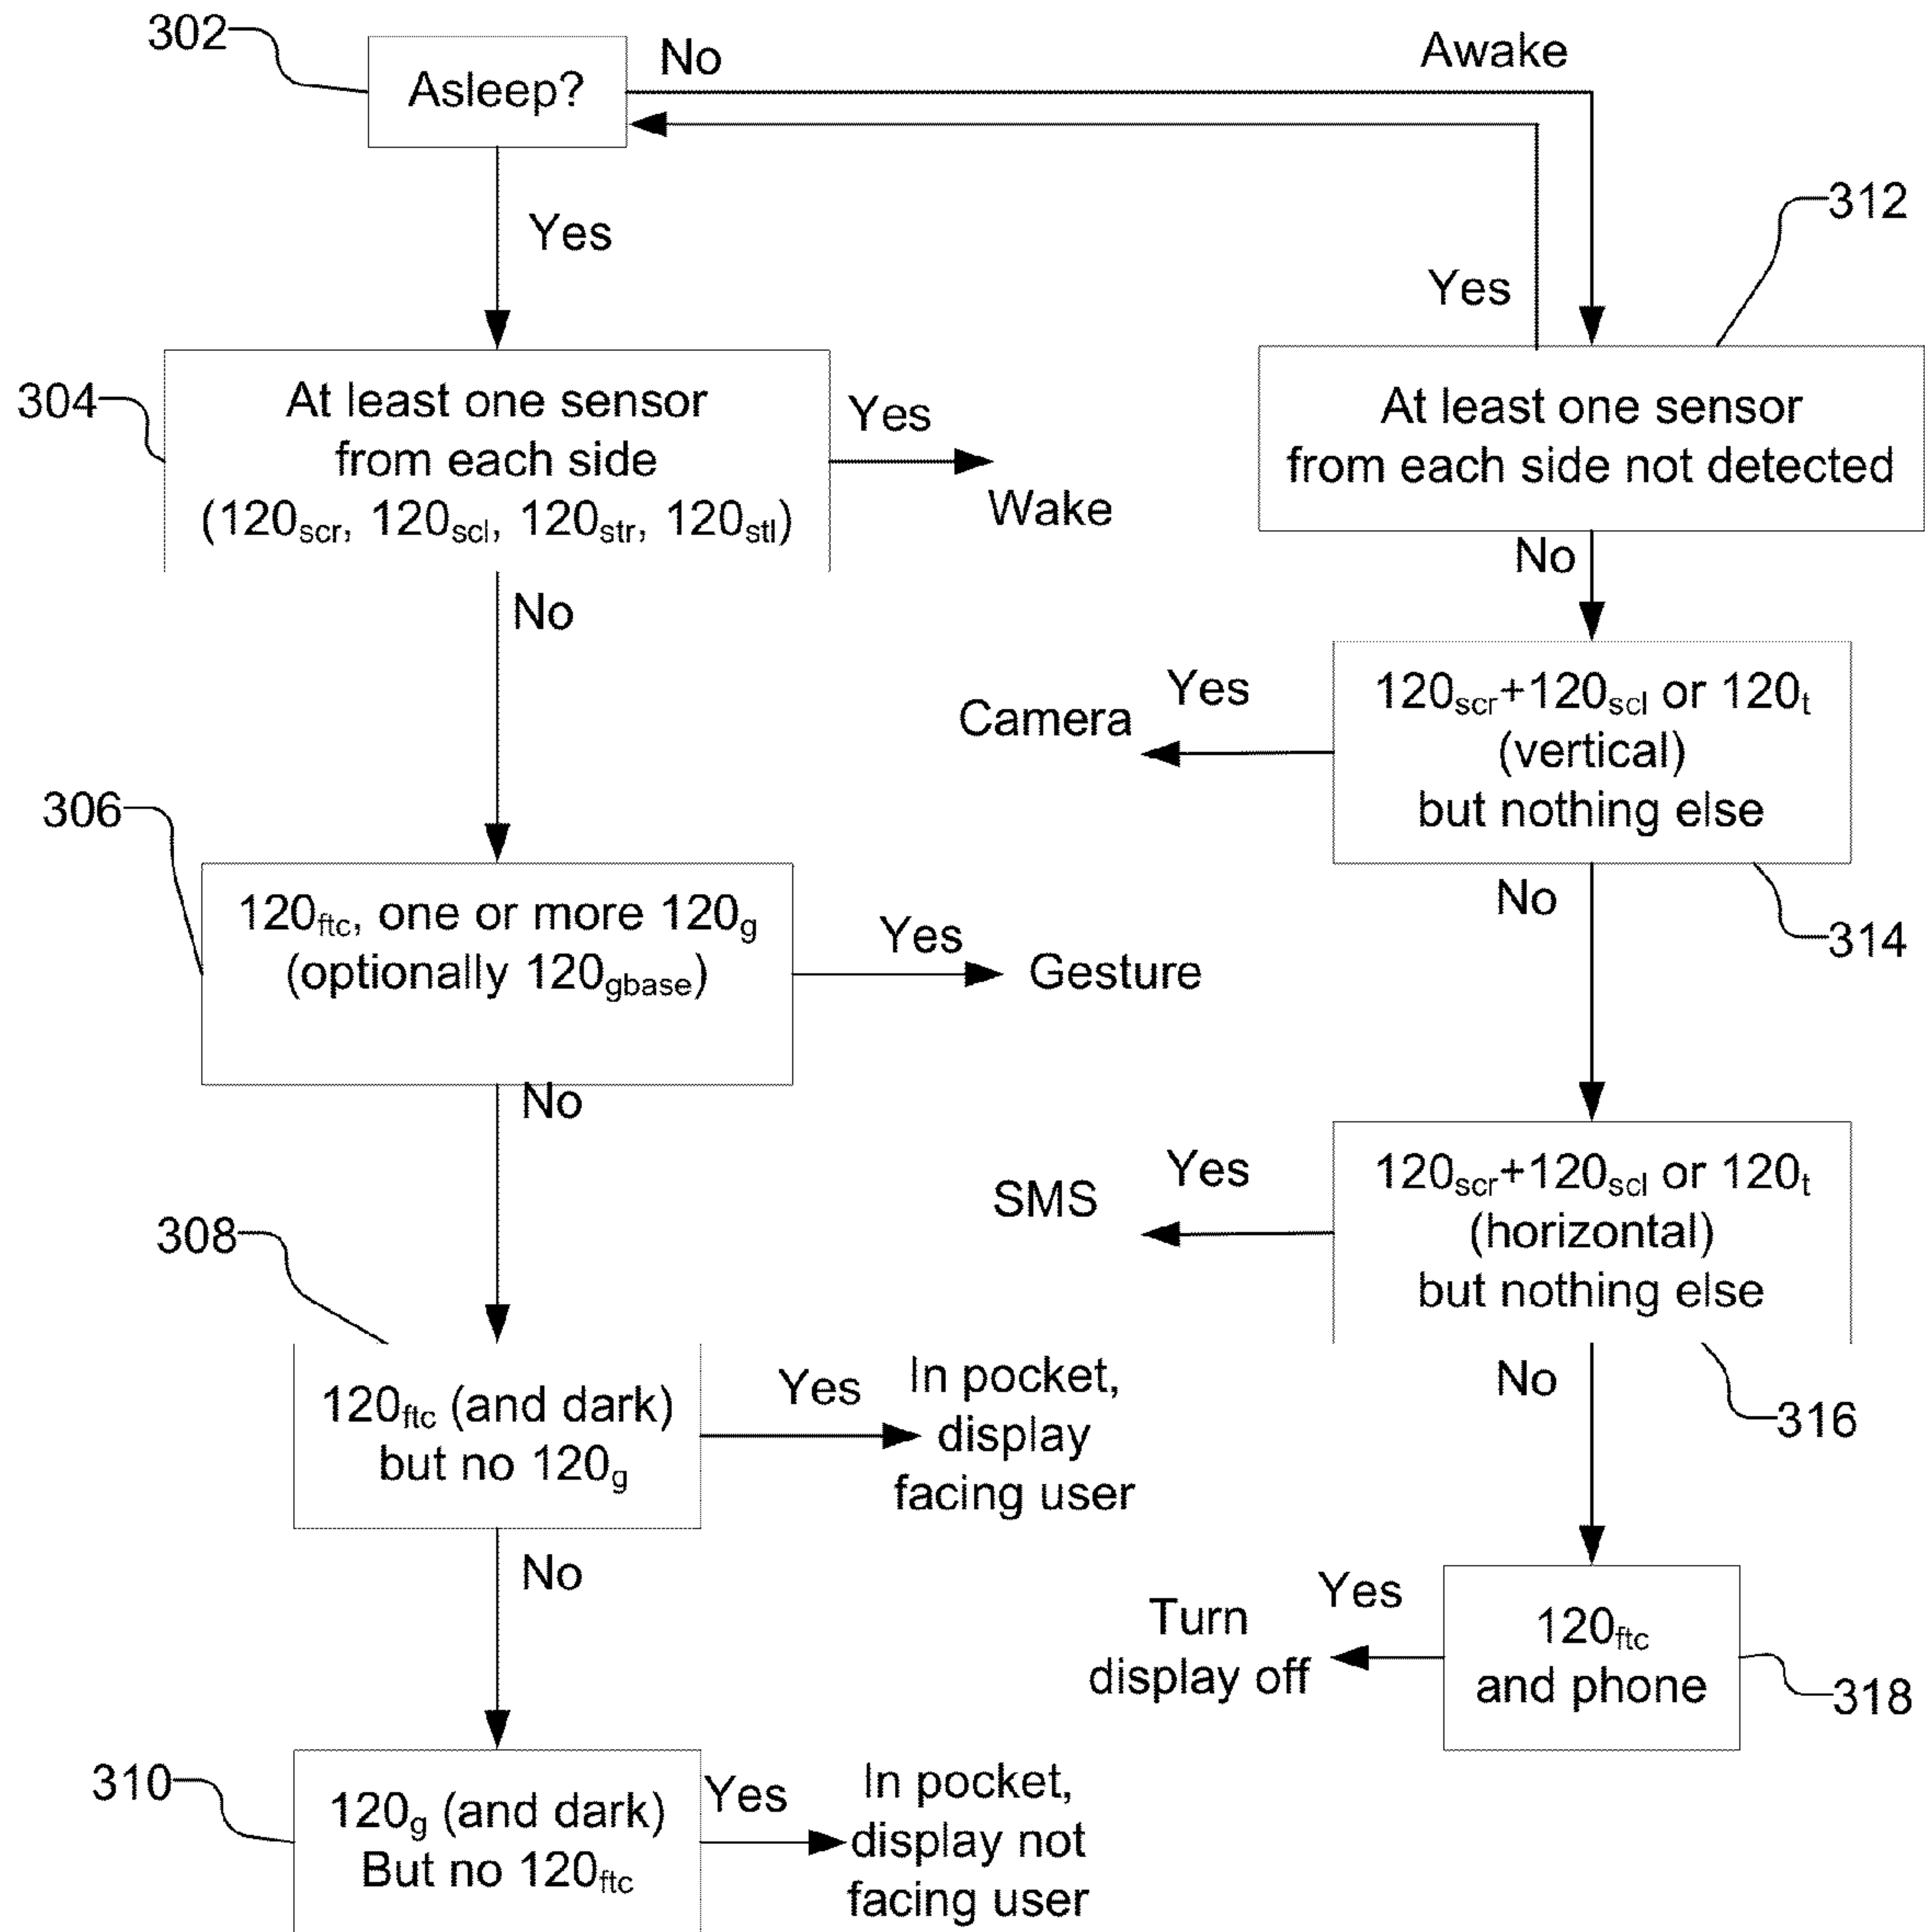 302
Asleep?
No
Awake
Yes
312
Yes
304
At least one sensor
from each side
(120scr, 120scl, 120str, 120stl)
Yes
Wake
At least one sensor
from each side not detected
No
No
Camera
Yes
120scr+120scl or 120t
(vertical)
but nothing else
306
120ftc, one or more 120g
(optionally 120gbase)
Yes
Gesture
No
314
No
SMS
Yes
120scr+120scl or 120t
(horizontal)
but nothing else
308
120ftc (and dark)
but no 120g
Yes
In pocket,
display
facing user
No
316
No
Turn
display off
Yes
120ftc
and phone
318
310
120g (and dark)
But no 120ftc
Yes
In pocket,
display not
facing user